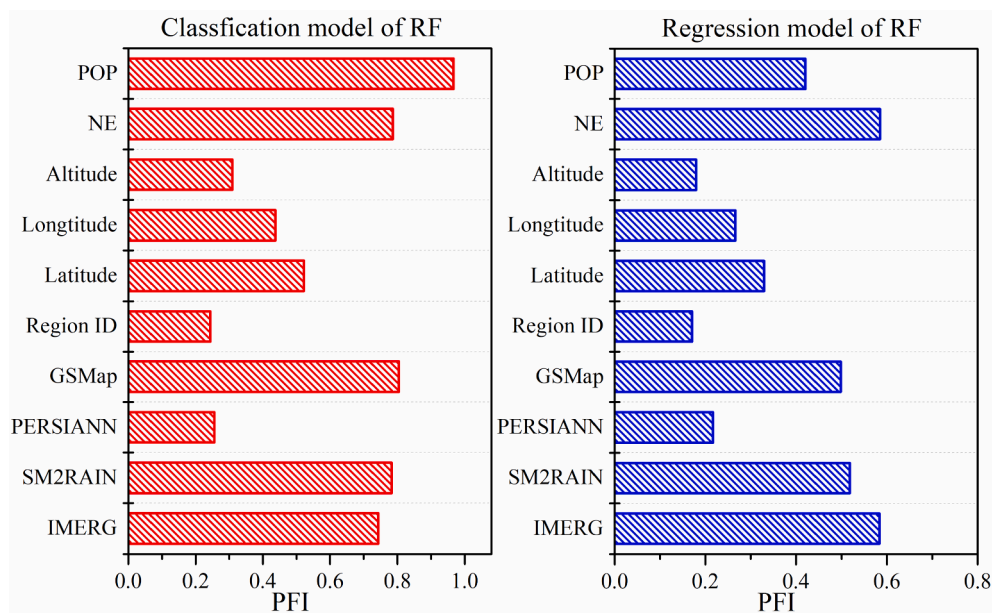 Classfication model of RF
POP
NE
Altitude
Longtitude
Latitude
Region ID
GSMap
PERSIANN
SM2RAIN
IMERG
0.0 0.2 0.4 0.6 0.8 1.0
PFI
Regression model of RF
POP
NE
Altitude
Longtitude
Latitude
Region ID
GSMap
PERSIANN
SM2RAIN
IMERG
0.0 0.2 0.4 0.6 0.8
PFI